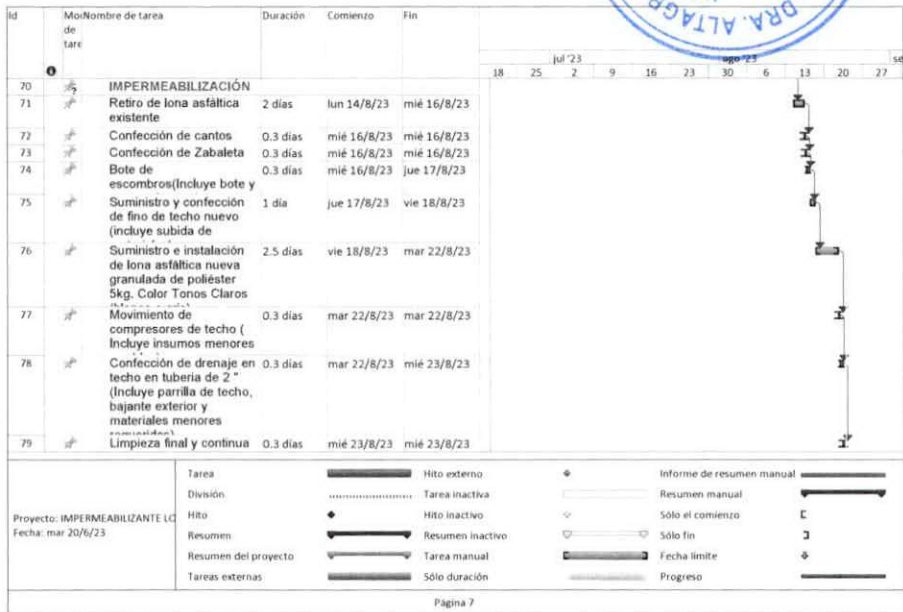 DRA. ALTAGR
Id
Modo de tare
Nombre de tarea
Duración
Comienzo
Fin
jul '23
ago '23
se
18 25 2 9 16 23 30 6 13 20 27
70 IMPERMEABILIZACIÓN
71 Retiro de lona asfáltica 2 días lun 14/8/23 mié 16/8/23
existente
72 Confección de cantos 0.3 días mié 16/8/23 mié 16/8/23
73 Confección de Zabaleta 0.3 días mié 16/8/23 mié 16/8/23
74 Bote de 0.3 días mié 16/8/23 jue 17/8/23
escombros(Incluye bote y
75 Suministro y confección 1 día jue 17/8/23 vie 18/8/23
de fino de techo nuevo
(incluye subida de
76 Suministro e instalación 2.5 días vie 18/8/23 mar 22/8/23
de lona asfáltica nueva
granulada de poliéster
5kg. Color Tonos Claros
77 Movimiento de 0.3 días mar 22/8/23 mar 22/8/23
compresores de techo (
Incluye insumos menores
78 Confección de drenaje en 0.3 días mar 22/8/23 mié 23/8/23
techo en tuberia de 2 "
(Incluye parrilla de techo,
bajante exterior y
materiales menores
79 Limpieza final y continua 0.3 días mié 23/8/23 mié 23/8/23
Proyecto: IMPERMEABILIZANTE LO
Fecha: mar 20/6/23
Tarea
División
Hito
Resumen
Resumen del proyecto
Tareas externas
Hito externo
Tarea inactiva
Hito inactivo
Resumen inactivo
Tarea manual
Sólo duración
Informe de resumen manual
Resumen manual
Sólo el comienzo
Sólo fin
Fecha límite
Progreso
Página 7